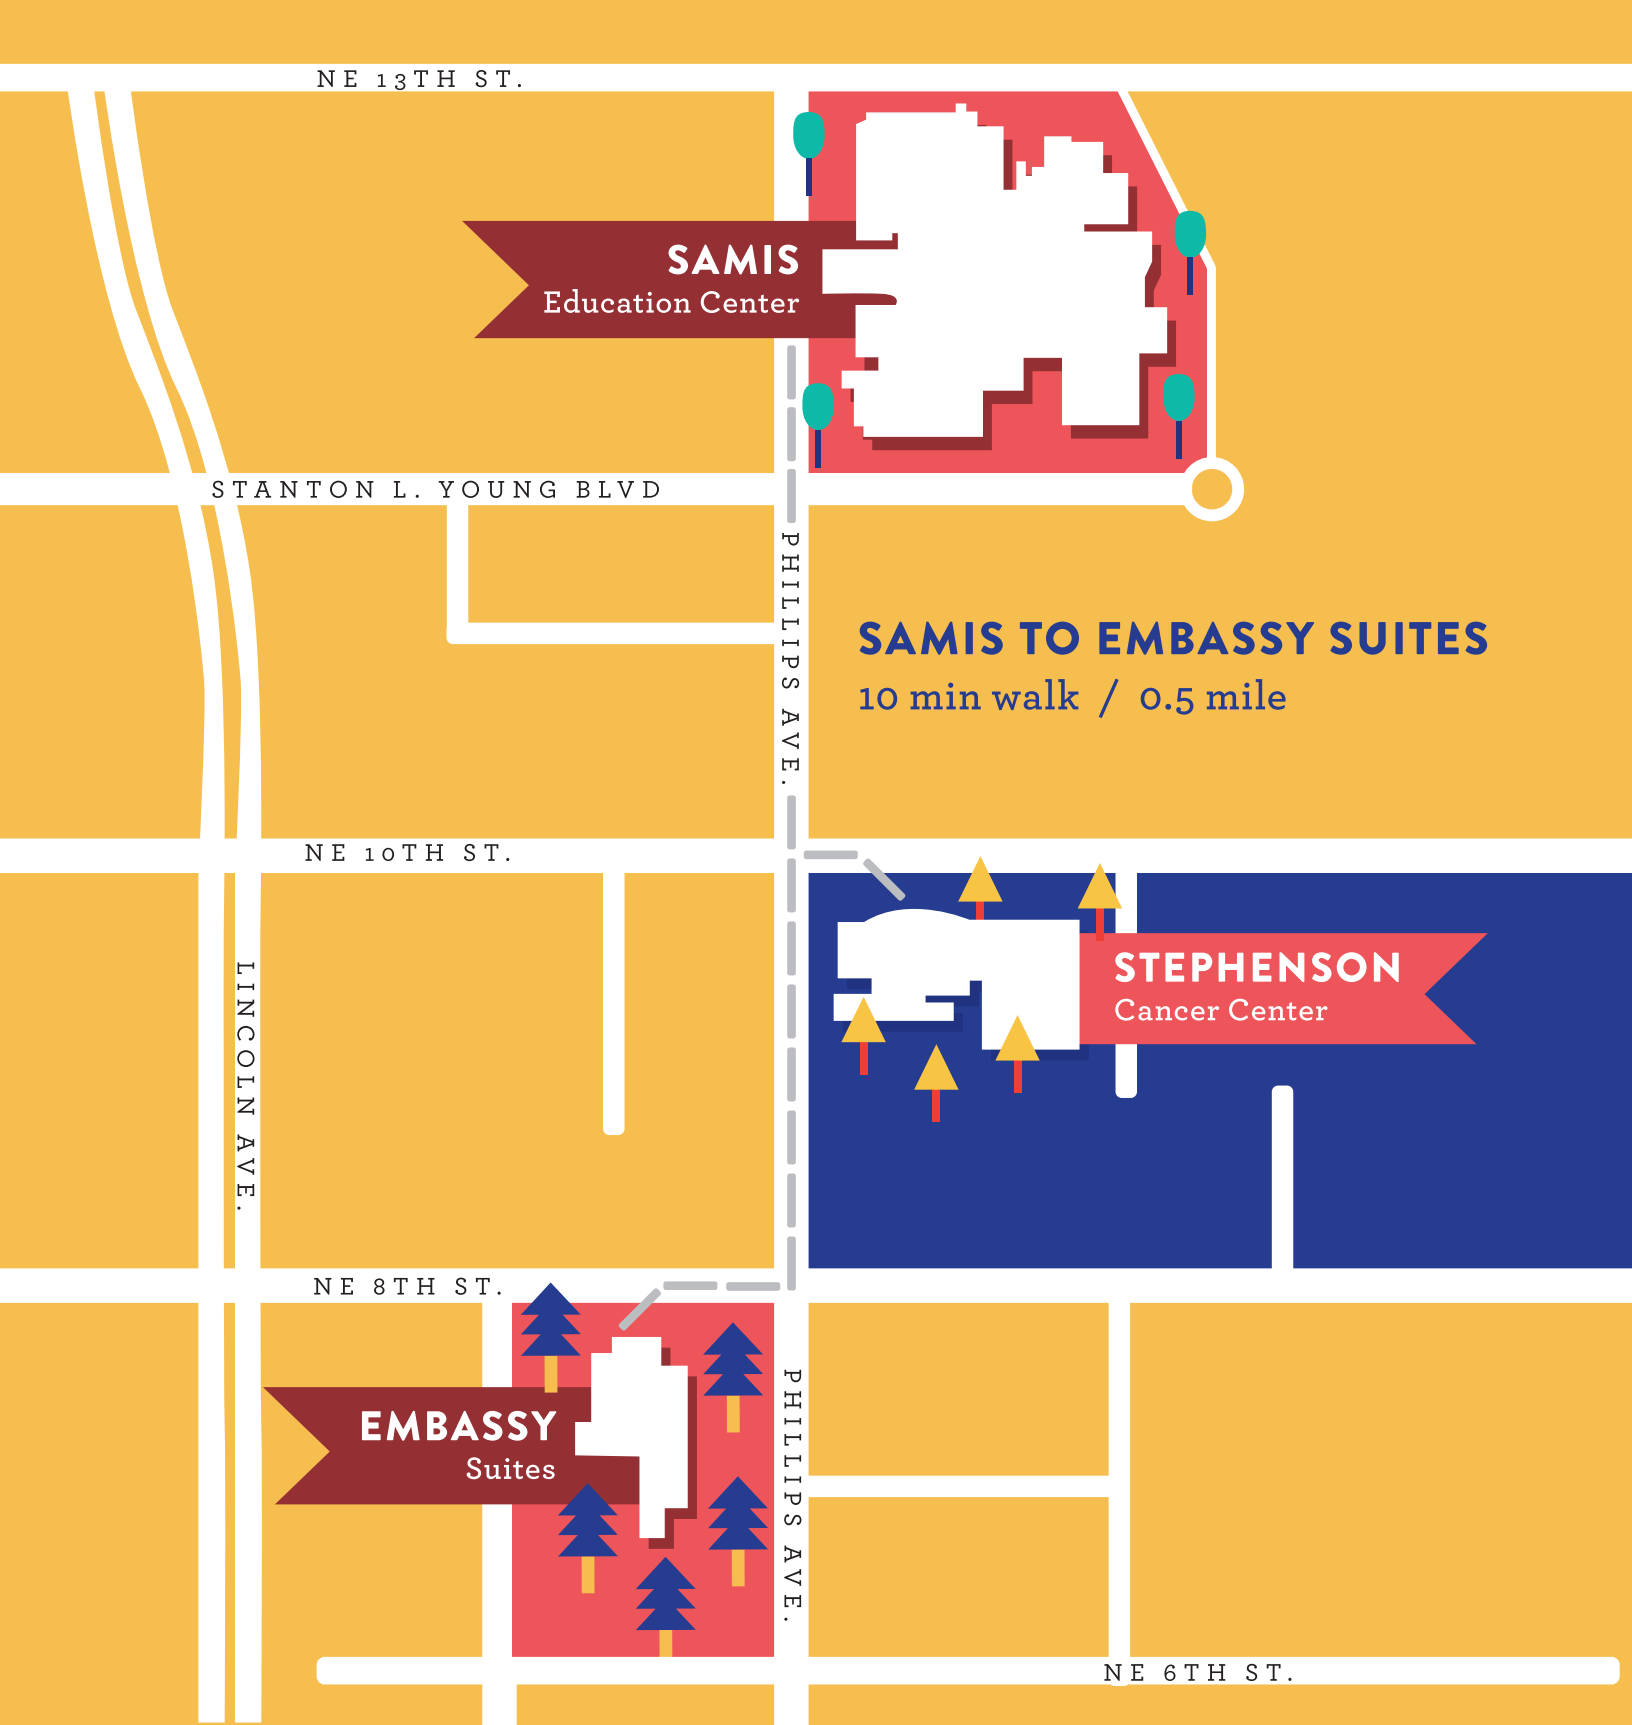 NE 13TH ST.
SAMIS
Education Center
STANTON L. YOUNG BLVD
PHILLIPS AVE.
SAMIS TO EMBASSY SUITES
10 min walk / 0.5 mile
NE 10TH ST.
LINCOLN AVE.
STEPHENSON
Cancer Center
NE 8TH ST.
EMBASSY
Suites
PHILLIPS AVE.
NE 6TH ST.